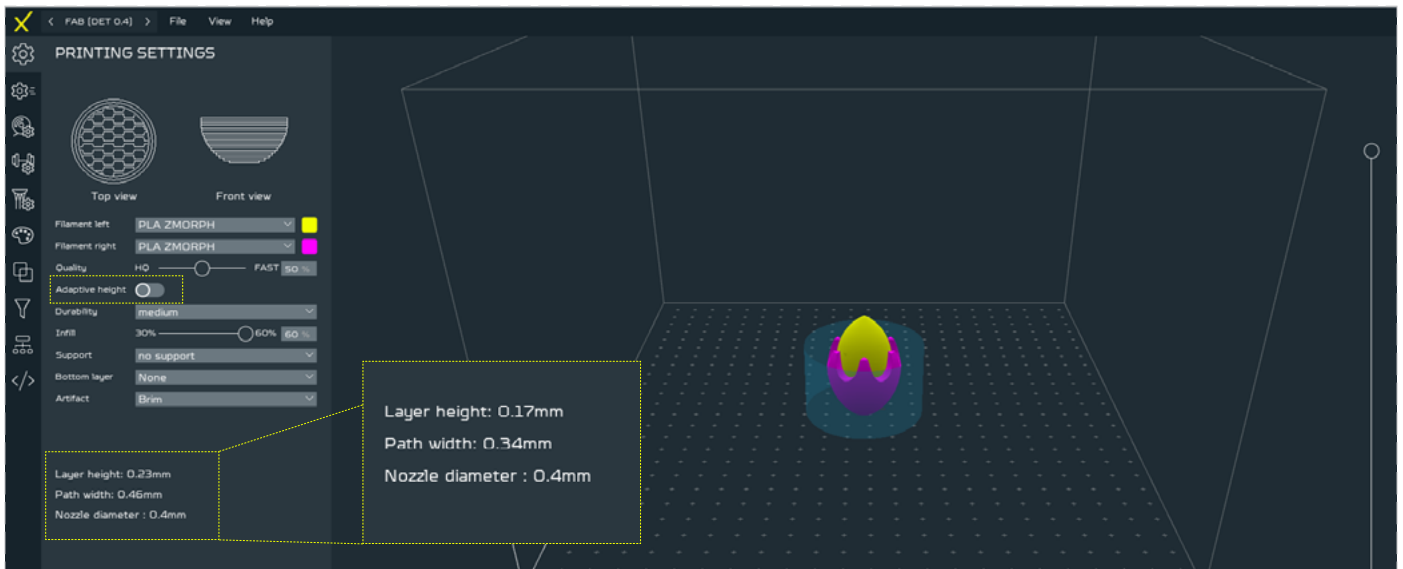 FAB (DET 0.4) File View Help
PRINTING SETTINGS
Top view Front view
Filament left PLA ZMORPH
Filament right PLA ZMORPH
Quality HQ FAST 50 %
Adaptive height
Durability medium
Infill 30% 60% 60 %
Support no support
Bottom layer None
Artifact Brim
Layer height: 0.23mm
Path width: 0.46mm
Nozzle diameter : 0.4mm
Layer height: 0.17mm
Path width: 0.34mm
Nozzle diameter : 0.4mm